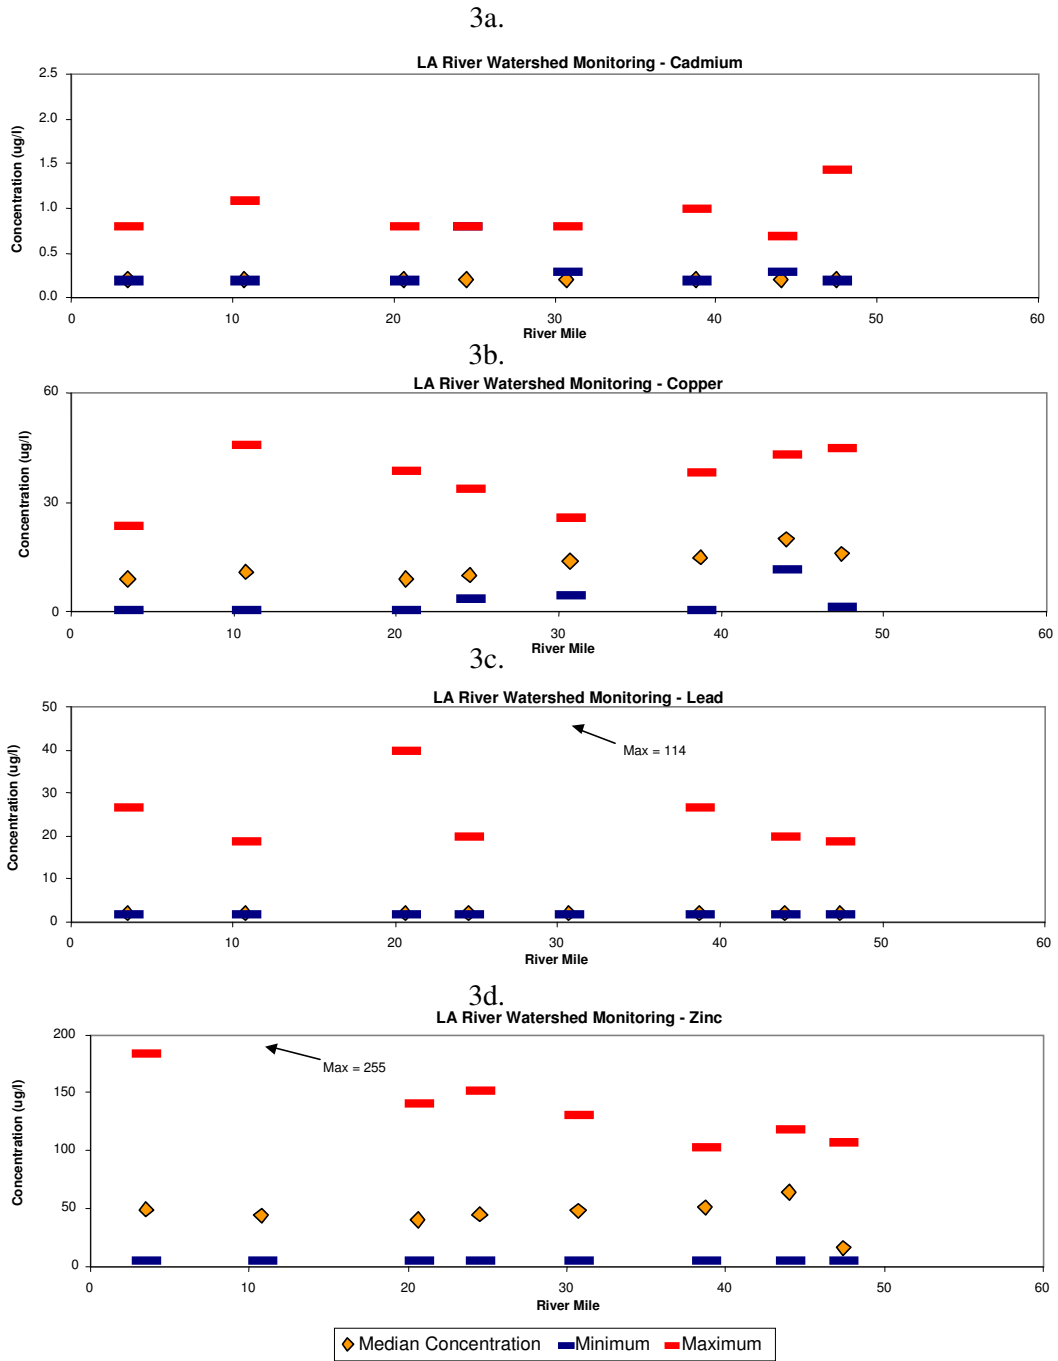 3a.
LA River Watershed Monitoring - Cadmium
Concentration (ug/l)
2.5
2.0
1.5
1.0
0.5
0.0
0 10 20 30 40 50 60
River Mile
3b.
LA River Watershed Monitoring - Copper
Concentration (ug/l)
60
30
0
0 10 20 30 40 50 60
River Mile
3c.
LA River Watershed Monitoring - Lead
Concentration (ug/l)
50
40
30
20
10
0
Max = 114
0 10 20 30 40 50 60
River Mile
3d.
LA River Watershed Monitoring - Zinc
Concentration (ug/l)
200
150
100
50
0
Max = 255
0 10 20 30 40 50 60
River Mile
Median Concentration Minimum Maximum